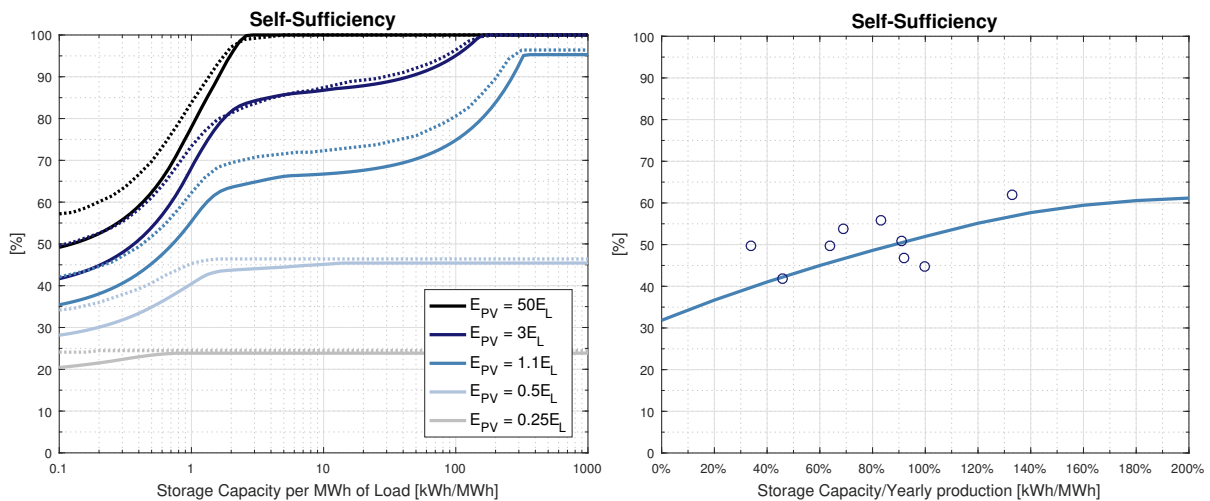 Self-Sufficiency
[%]
100
90
80
70
60
50
40
30
20
10
0
0.1 1 10 100 1000
Storage Capacity per MWh of Load [kWh/MWh]
E_PV = 50E_L
E_PV = 3E_L
E_PV = 1.1E_L
E_PV = 0.5E_L
E_PV = 0.25E_L
Self-Sufficiency
[%]
100
90
80
70
60
50
40
30
20
10
0
0% 20% 40% 60% 80% 100% 120% 140% 160% 180% 200%
Storage Capacity/Yearly production [kWh/MWh]